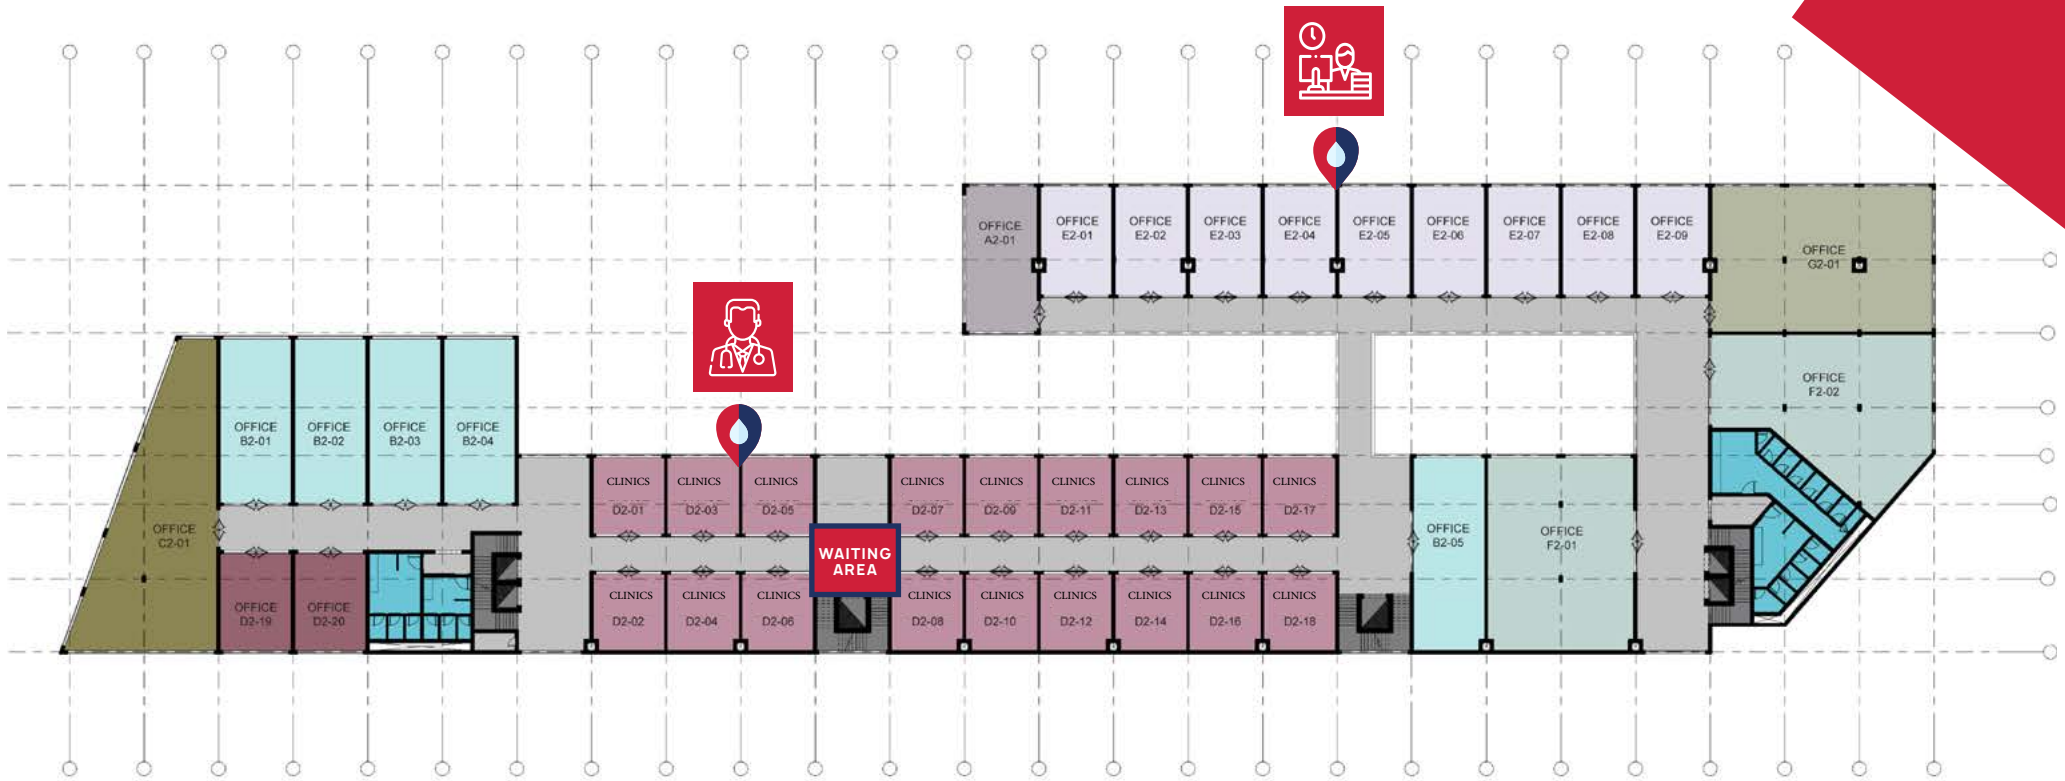 OFFICE
A2-01
OFFICE
E2-01
OFFICE
E2-02
OFFICE
E2-03
OFFICE
E2-04
OFFICE
E2-05
OFFICE
E2-06
OFFICE
E2-07
OFFICE
E2-08
OFFICE
E2-09
OFFICE
G2-01
OFFICE
F2-02
OFFICE
C2-01
OFFICE
B2-01
OFFICE
B2-02
OFFICE
B2-03
OFFICE
B2-04
CLINICS
D2-01
CLINICS
D2-03
CLINICS
D2-05
CLINICS
D2-07
CLINICS
D2-09
CLINICS
D2-11
CLINICS
D2-13
CLINICS
D2-15
CLINICS
D2-17
OFFICE
B2-05
OFFICE
F2-01
WAITING
AREA
OFFICE
D2-19
OFFICE
D2-20
CLINICS
D2-02
CLINICS
D2-04
CLINICS
D2-06
CLINICS
D2-08
CLINICS
D2-10
CLINICS
D2-12
CLINICS
D2-14
CLINICS
D2-16
CLINICS
D2-18